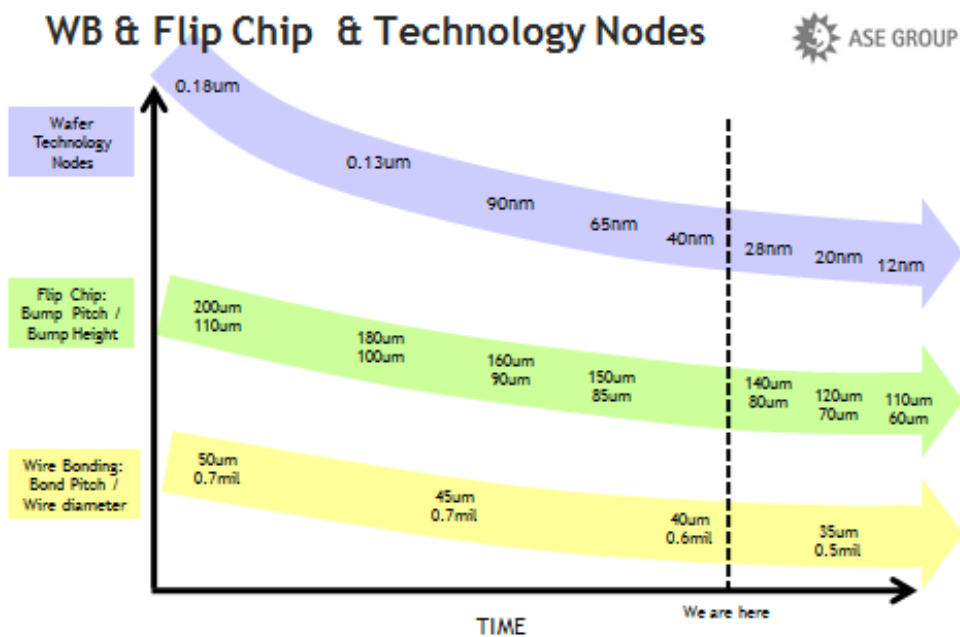 WB & Flip Chip & Technology Nodes
ASE GROUP
Wafer
Technology
Nodes
0.18um
0.13um
90nm
65nm
40nm
28nm
20nm
12nm
Flip Chip:
Bump Pitch /
Bump Height
200um
110um
180um
100um
160um
90um
150um
85um
140um
80um
120um
70um
110um
60um
Wire Bonding:
Bond Pitch /
Wire diameter
50um
0.7mil
45um
0.7mil
40um
0.6mil
35um
0.5mil
We are here
TIME